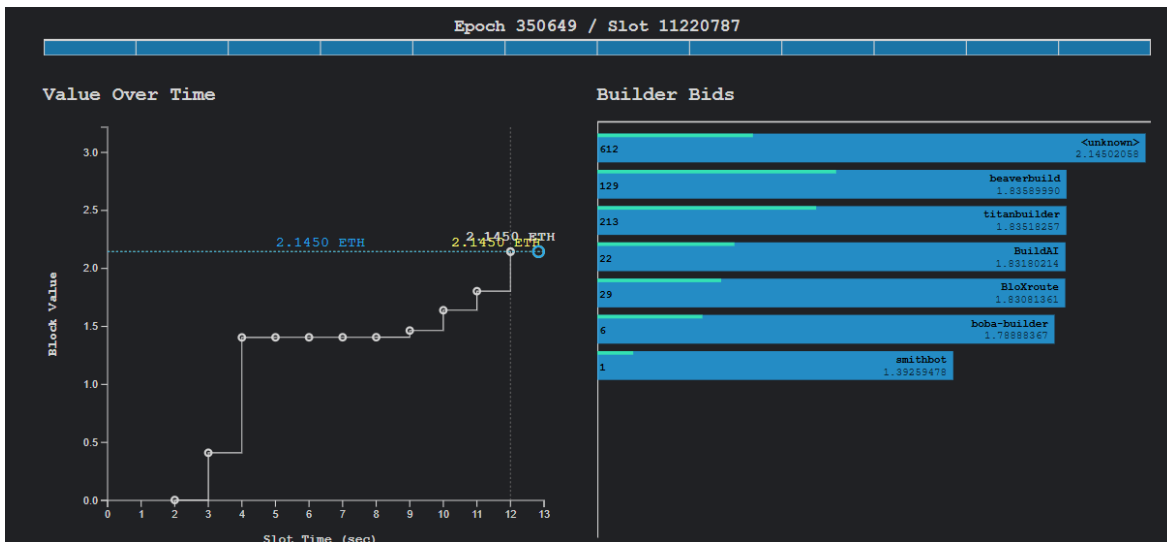 Epoch 350649 / Slot 11220787
Value Over Time
3.0
2.5
2.0
1.5
1.0
0.5
0.0
Block Value
2.1450 ETH
2.1450 ETH
2.1450 ETH
0 1 2 3 4 5 6 7 8 9 10 11 12 13
Slot Time (sec)
Builder Bids
612 <unknown>
2.14502058
129 beaverbuild
1.83589990
213 titanbuilder
1.83518257
22 BuildAI
1.83180214
29 BloXroute
1.83081361
6 boba-builder
1.78888367
1 smithbot
1.39259478